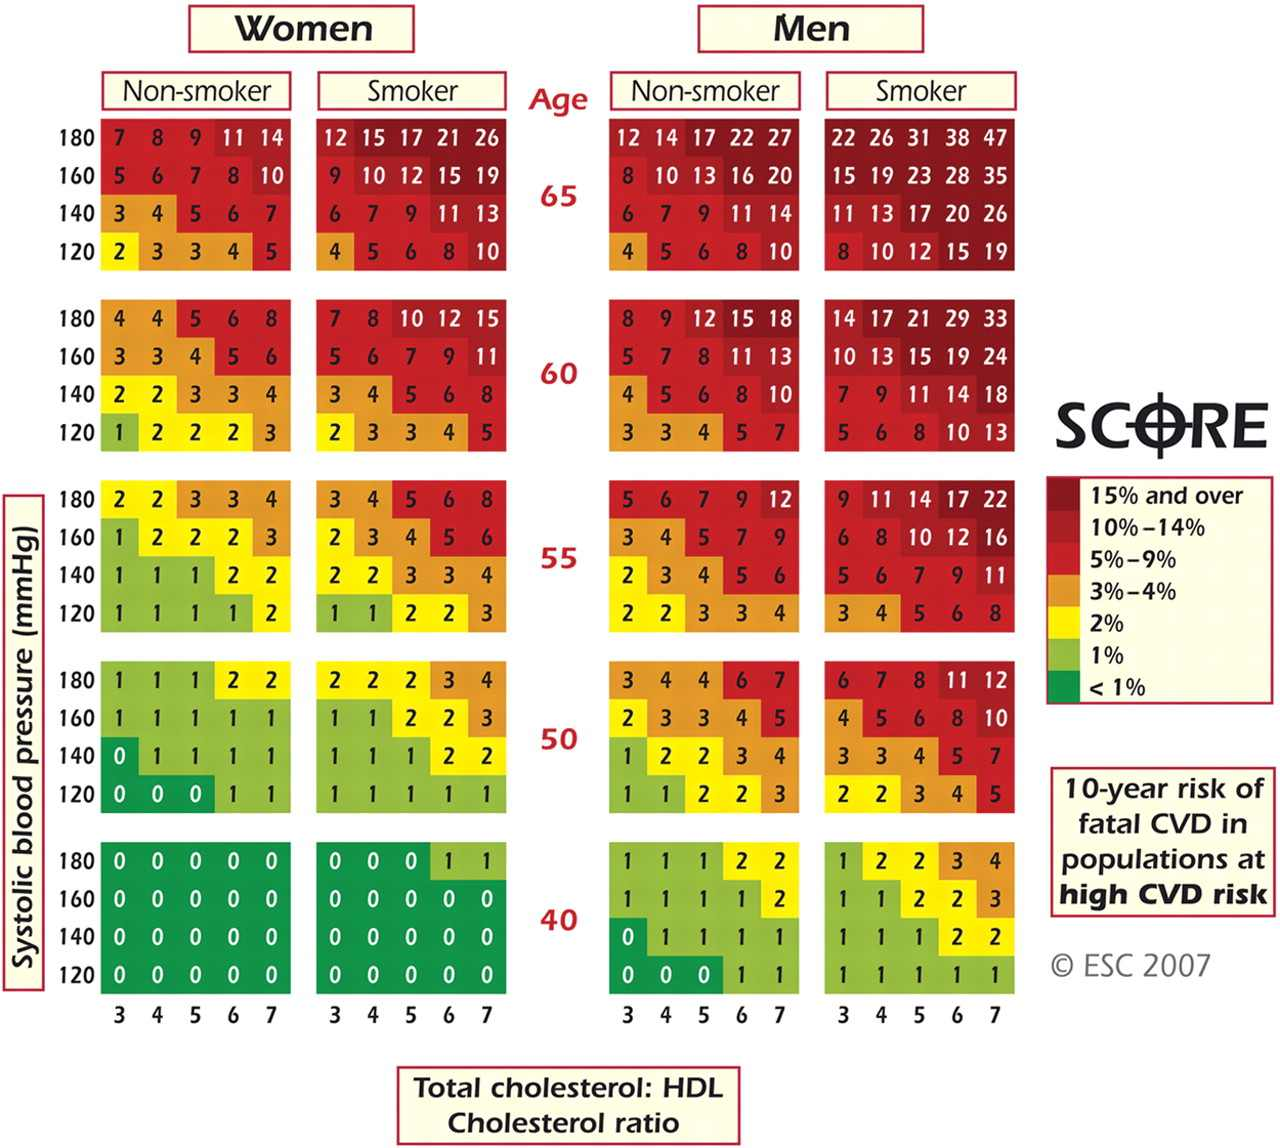 Women Men
Non-smoker Smoker Age Non-smoker Smoker
180 7 8 9 11 14 12 15 17 21 26 12 14 17 22 27 22 26 31 38 47
160 5 6 7 8 10 9 10 12 15 19 8 10 13 16 20 15 19 23 28 35
65
140 3 4 5 6 7 6 7 9 11 13 6 7 9 11 14 11 13 17 20 26
120 2 3 3 4 5 4 5 6 8 10 4 5 6 8 10 8 10 12 15 19
180 4 4 5 6 8 7 8 10 12 15 8 9 12 15 18 14 17 21 29 33
160 3 3 4 5 6 5 6 7 9 11 5 7 8 11 13 10 13 15 19 24
60
140 2 2 3 3 4 3 4 5 6 8 4 5 6 8 10 7 9 11 14 18
120 1 2 2 2 3 2 3 3 4 5 3 3 4 5 7 5 6 8 10 13
180 2 2 3 3 4 3 4 5 6 8 5 6 7 9 12 9 11 14 17 22
160 1 2 2 2 3 2 3 4 5 6 3 4 5 7 9 6 8 10 12 16
55
140 1 1 1 2 2 2 2 3 3 4 2 3 4 5 6 5 6 7 9 11
120 1 1 1 1 2 1 1 2 2 3 2 2 3 3 4 3 4 5 6 8
180 1 1 1 2 2 2 2 2 3 4 3 4 4 6 7 6 7 8 11 12
160 1 1 1 1 1 1 1 2 2 3 2 3 3 4 5 4 5 6 8 10
50
140 0 1 1 1 1 1 1 1 2 2 1 2 2 3 4 3 3 4 5 7
120 0 0 0 1 1 1 1 1 1 1 1 1 2 2 3 2 2 3 4 5
180 0 0 0 0 0 0 0 0 1 1 1 1 1 2 2 1 2 2 3 4
160 0 0 0 0 0 0 0 0 0 0 1 1 1 1 2 1 1 2 2 3
40
140 0 0 0 0 0 0 0 0 0 0 0 1 1 1 1 1 1 1 2 2
120 0 0 0 0 0 0 0 0 0 0 0 0 0 1 1 1 1 1 1 1
3 4 5 6 7 3 4 5 6 7 3 4 5 6 7 3 4 5 6 7
Systolic blood pressure (mmHg)
Total cholesterol: HDL
Cholesterol ratio
SCORE
15% and over
10%–14%
5%–9%
3%–4%
2%
1%
< 1%
10-year risk of
fatal CVD in
populations at
high CVD risk
© ESC 2007